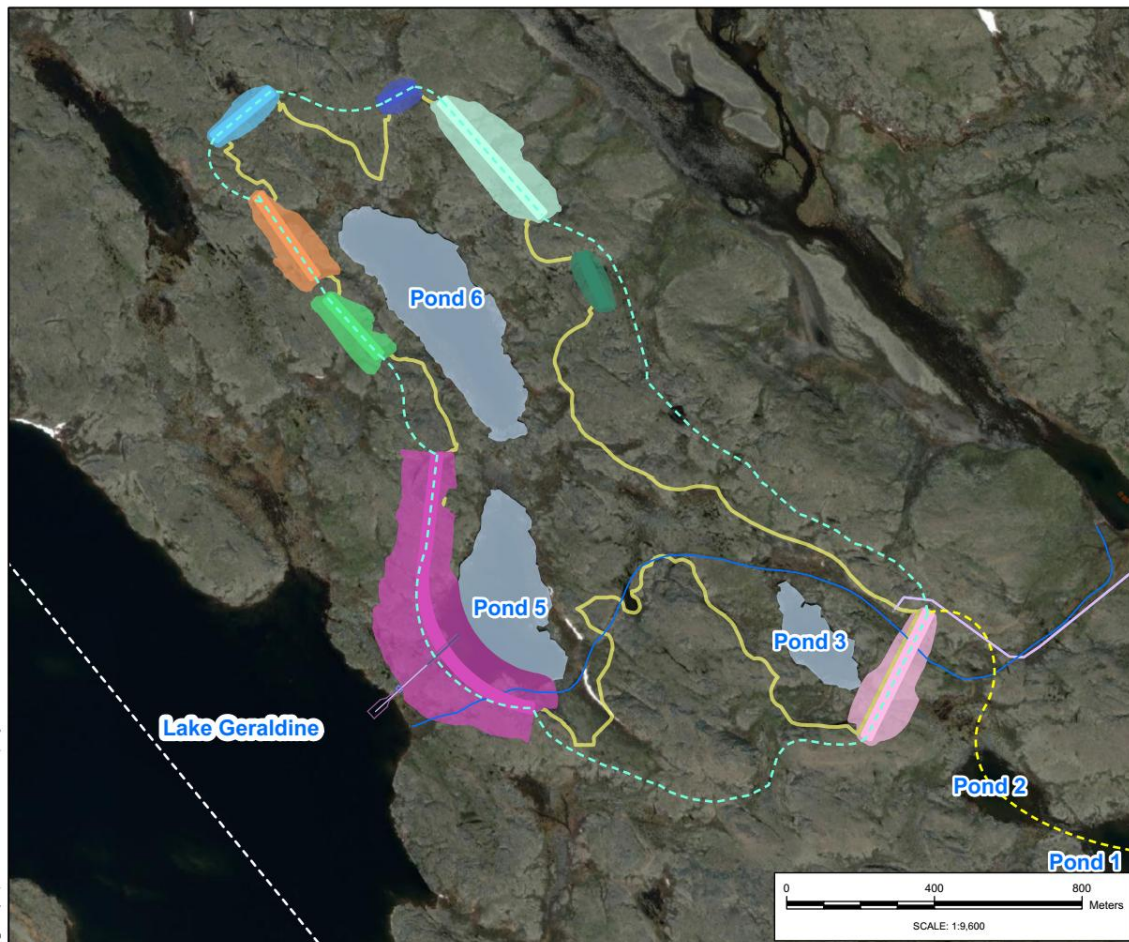 Pond 6
Pond 5
Pond 3
Lake Geraldine
Pond 2
Pond 1
0 400 800
Meters
SCALE: 1:9,600